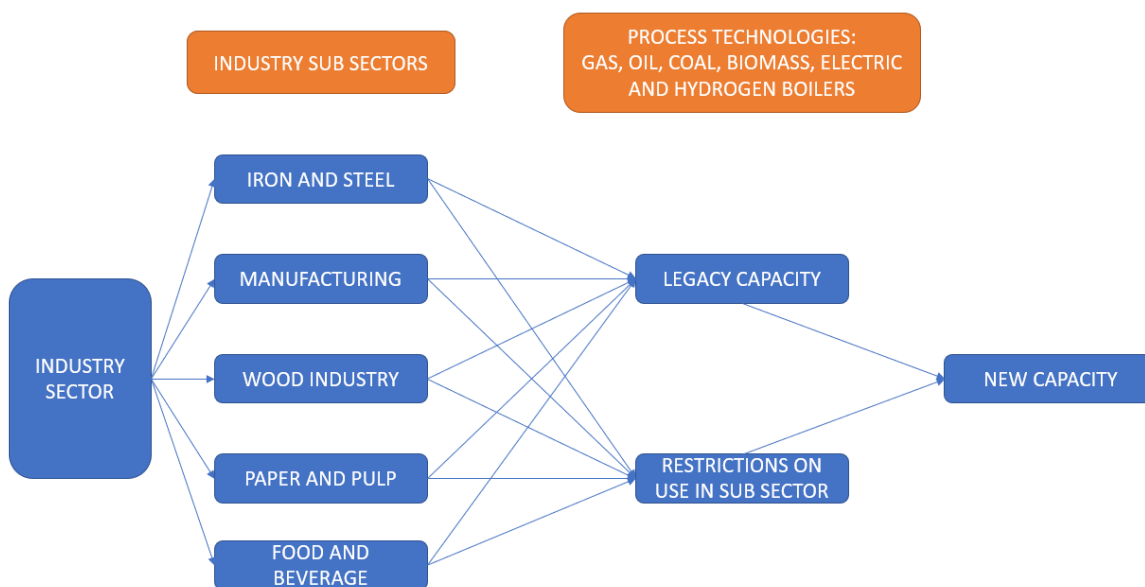 INDUSTRY SUB SECTORS
PROCESS TECHNOLOGIES:
GAS, OIL, COAL, BIOMASS, ELECTRIC
AND HYDROGEN BOILERS
IRON AND STEEL
MANUFACTURING
LEGACY CAPACITY
INDUSTRY
SECTOR
WOOD INDUSTRY
NEW CAPACITY
PAPER AND PULP
RESTRICTIONS ON
USE IN SUB SECTOR
FOOD AND
BEVERAGE